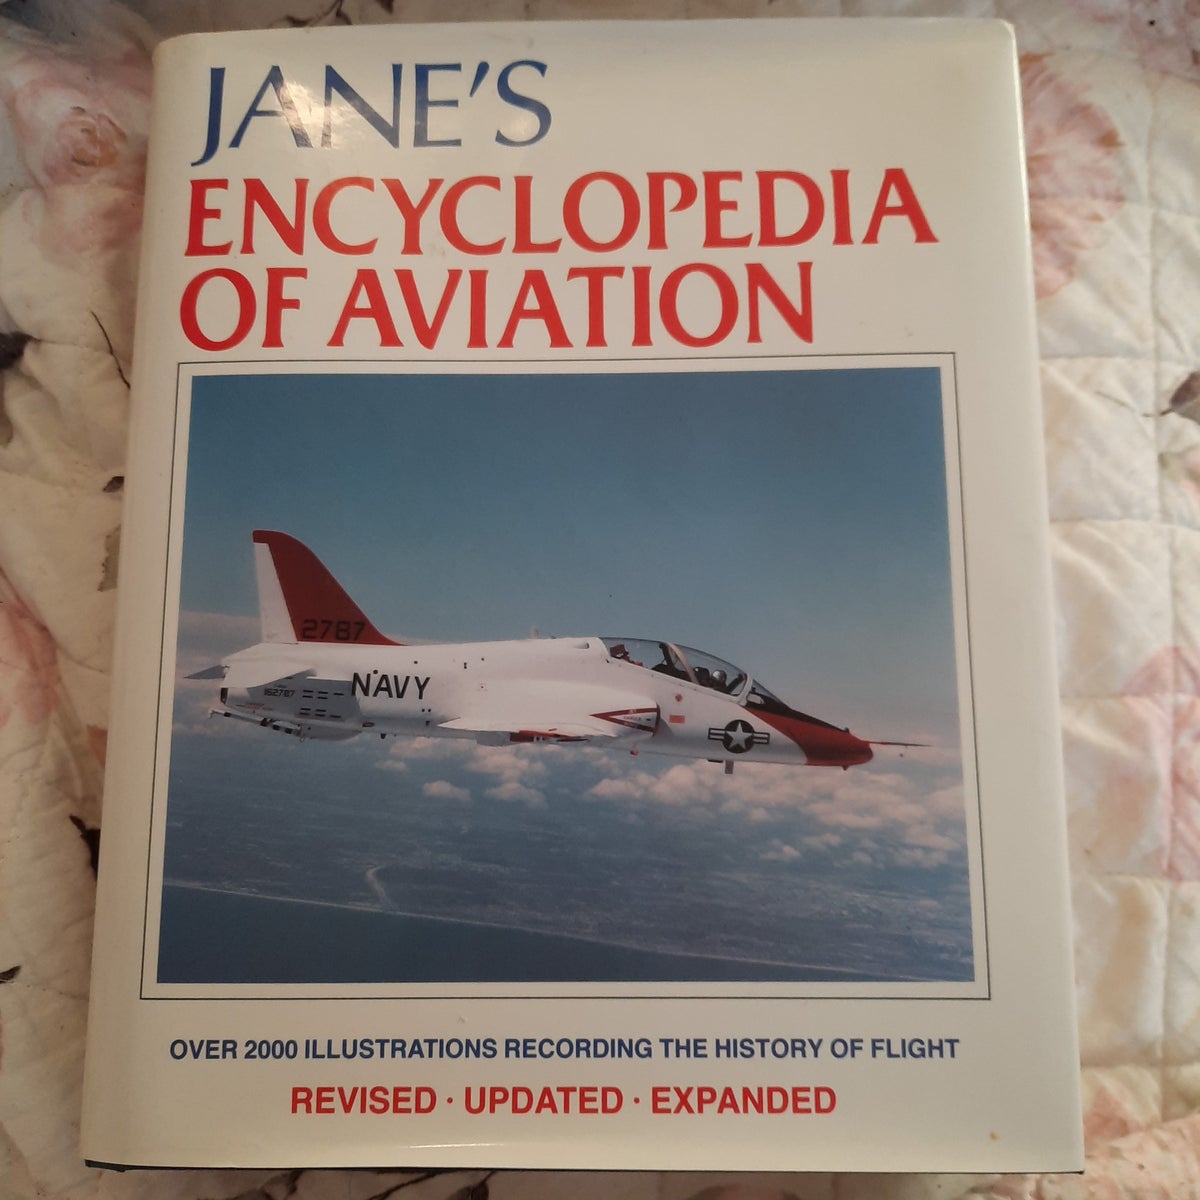 JANE'S
ENCYCLOPEDIA
OF AVIATION
2787
NAVY
162787
OVER 2000 ILLUSTRATIONS RECORDING THE HISTORY OF FLIGHT
REVISED · UPDATED · EXPANDED